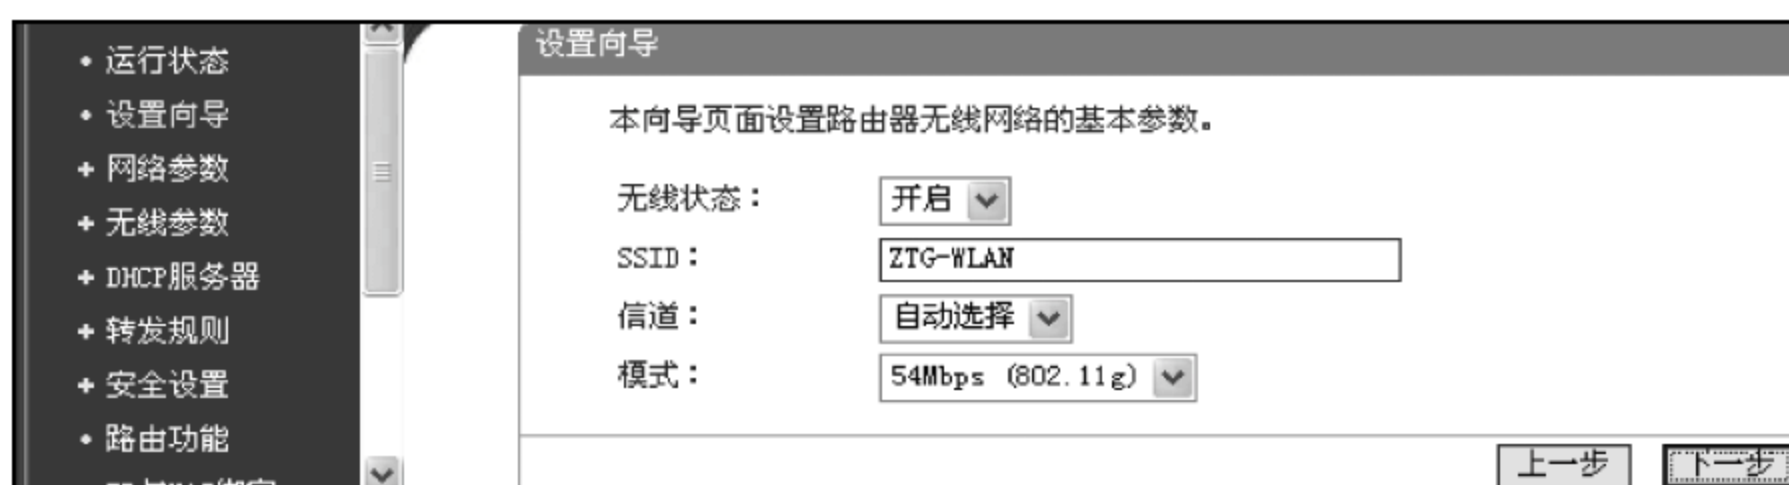 • 运行状态
• 设置向导
+ 网络参数
+ 无线参数
+ DHCP服务器
+ 转发规则
+ 安全设置
• 路由功能
设置向导
本向导页面设置路由器无线网络的基本参数。
无线状态： 开启
SSID： ZTG-WLAN
信道： 自动选择
模式： 54Mbps (802.11g)
上一步 下一步